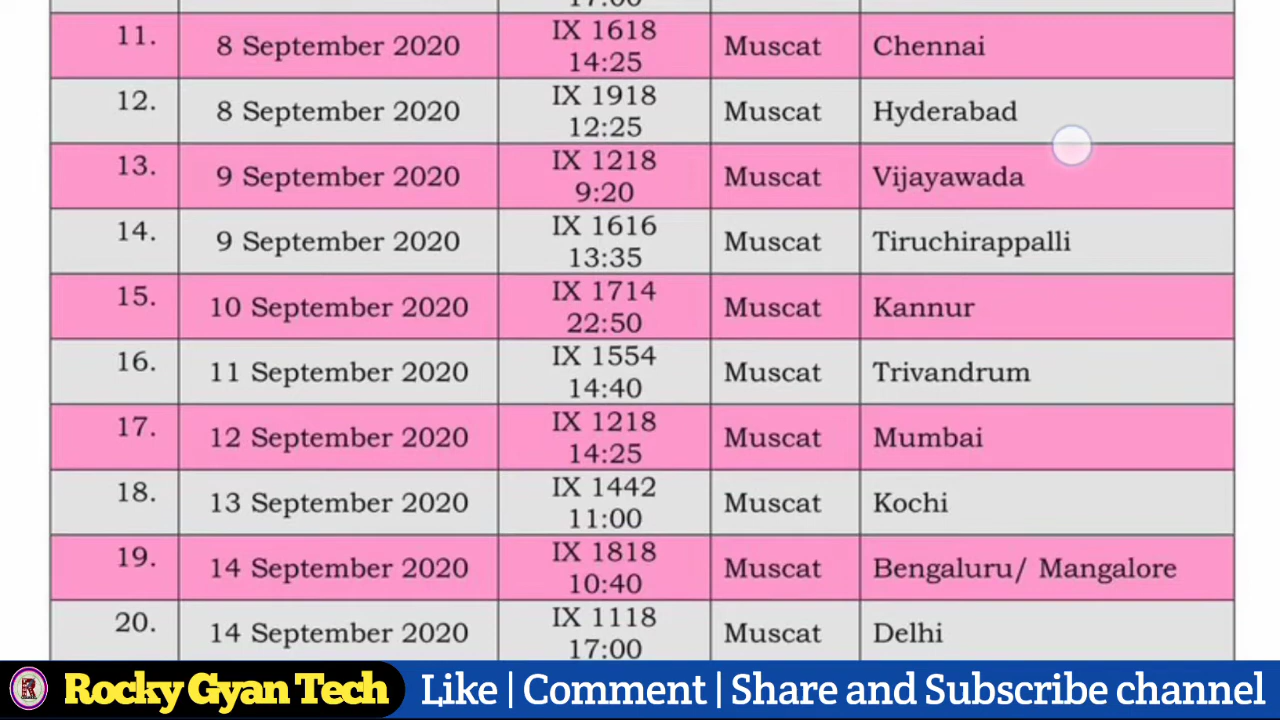 17:00
11. 8 September 2020 IX 1618 14:25 Muscat Chennai
12. 8 September 2020 IX 1918 12:25 Muscat Hyderabad
13. 9 September 2020 IX 1218 9:20 Muscat Vijayawada
14. 9 September 2020 IX 1616 13:35 Muscat Tiruchirappalli
15. 10 September 2020 IX 1714 22:50 Muscat Kannur
16. 11 September 2020 IX 1554 14:40 Muscat Trivandrum
17. 12 September 2020 IX 1218 14:25 Muscat Mumbai
18. 13 September 2020 IX 1442 11:00 Muscat Kochi
19. 14 September 2020 IX 1818 10:40 Muscat Bengaluru/ Mangalore
20. 14 September 2020 IX 1118 17:00 Muscat Delhi
R Rocky Gyan Tech Like | Comment | Share and Subscribe channel